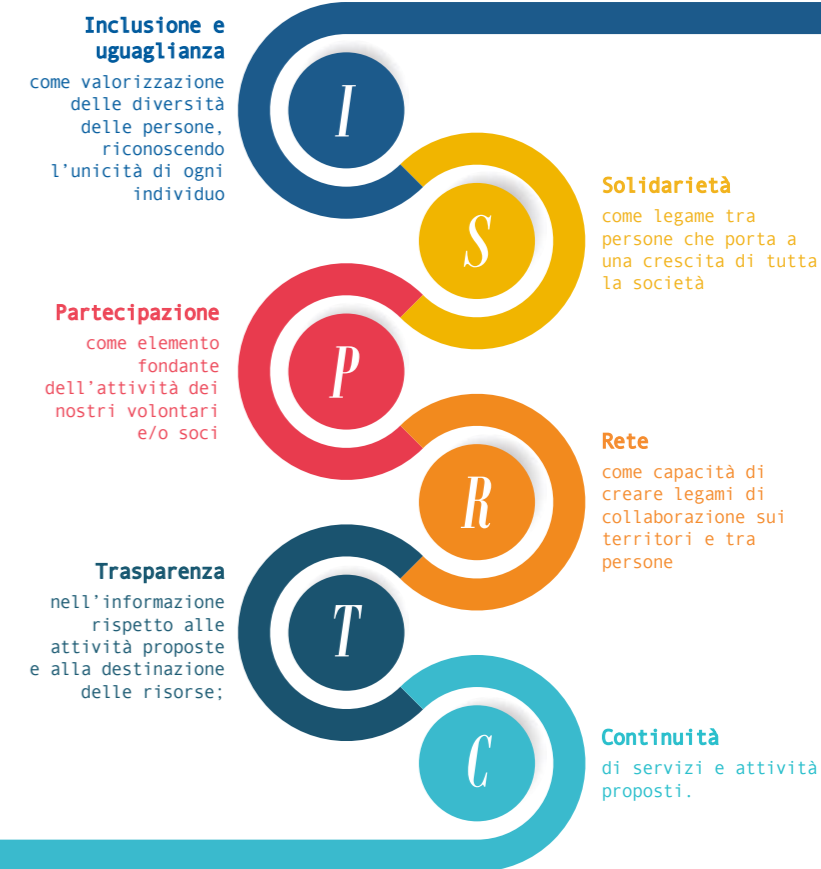 Inclusione e
uguaglianza
come valorizzazione
delle diversità
delle persone,
riconoscendo
l'unicità di ogni
individuo
I
S
Solidarietà
come legame tra
persone che porta a
una crescita di tutta
la società
Partecipazione
come elemento
fondante
dell'attività dei
nostri volontari
e/o soci
P
R
Rete
come capacità di
creare legami di
collaborazione sui
territori e tra
persone
Trasparenza
nell'informazione
rispetto alle
attività proposte
e alla destinazione
delle risorse;
T
C
Continuità
di servizi e attività
proposti.